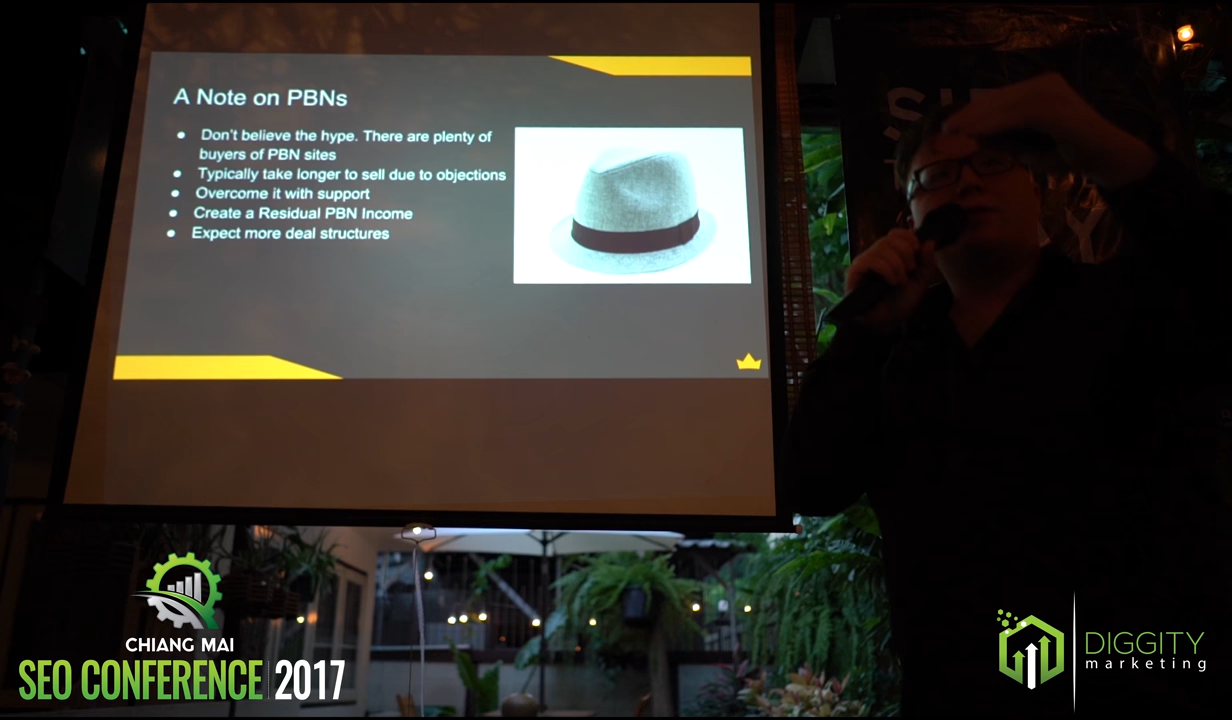 A Note on PBNs
● Don't believe the hype. There are plenty of
buyers of PBN sites
● Typically take longer to sell due to objections
● Overcome it with support
● Create a Residual PBN Income
● Expect more deal structures
CHIANG MAI
SEO CONFERENCE 2017
DIGGITY
marketing